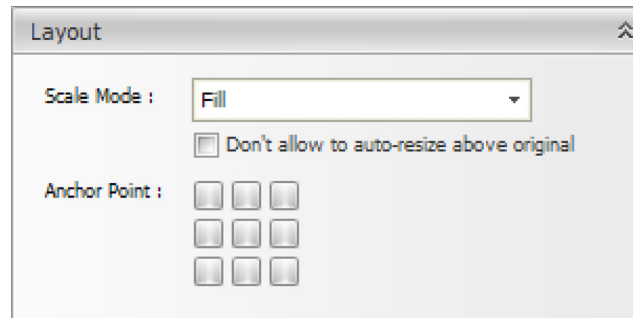 Layout
Scale Mode :
Fill
Don't allow to auto-resize above original
Anchor Point :